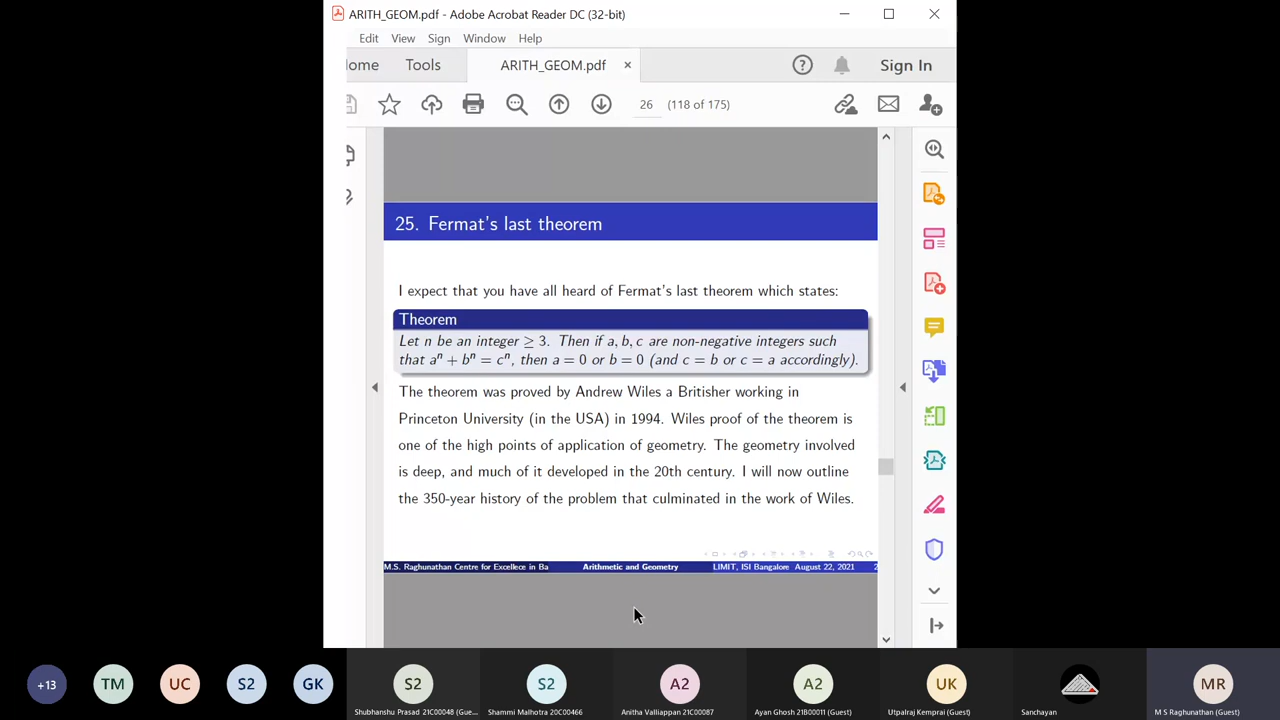 ARITH_GEOM.pdf - Adobe Acrobat Reader DC (32-bit)
Edit View Sign Window Help
Tools ARITH_GEOM.pdf × Sign In
26 (118 of 175)
25. Fermat's last theorem
I expect that you have all heard of Fermat's last theorem which states:
Theorem
Let n be an integer ≥ 3. Then if a, b, c are non-negative integers such
that aⁿ + bⁿ = cⁿ, then a = 0 or b = 0 (and c = b or c = a accordingly).
The theorem was proved by Andrew Wiles a Britisher working in
Princeton University (in the USA) in 1994. Wiles proof of the theorem is
one of the high points of application of geometry. The geometry involved
is deep, and much of it developed in the 20th century. I will now outline
the 350-year history of the problem that culminated in the work of Wiles.
M.S. Raghunathan Centre for Excellece in Ba Arithmetic and Geometry LIMIT, ISI Bangalore August 22, 2021
+13 TM UC S2 GK S2 S2 A2 A2 UK MR
Shubhanshu Prasad 21C00048 (Gue... Shammi Malhotra 20C00466 Anitha Valliappan 21C00087 Ayan Ghosh 21B00011 (Guest) Utpalraj Kemprai (Guest) Sanchayan M S Raghunathan (Guest)